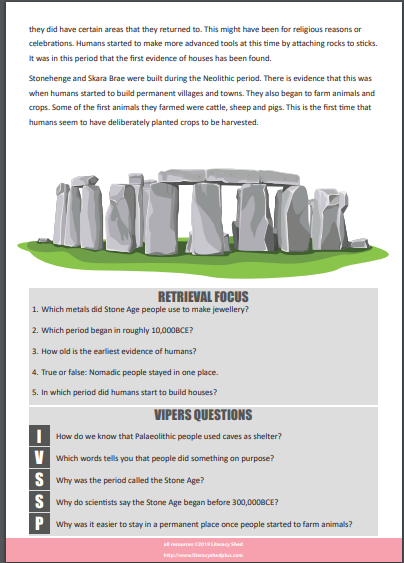 they did have certain areas that they returned to. This might have been for religious reasons or
celebrations. Humans started to make more advanced tools at this time by attaching rocks to sticks.
It was in this period that the first evidence of houses has been found.
Stonehenge and Skara Brae were built during the Neolithic period. There is evidence that this was
when humans started to build permanent villages and towns. They also began to farm animals and
crops. Some of the first animals they farmed were cattle, sheep and pigs. This is the first time that
humans seem to have deliberately planted crops to be harvested.
RETRIEVAL FOCUS
1. Which metals did Stone Age people use to make jewellery?
2. Which period began in roughly 10,000BCE?
3. How old is the earliest evidence of humans?
4. True or false: Nomadic people stayed in one place.
5. In which period did humans start to build houses?
VIPERS QUESTIONS
I How do we know that Palaeolithic people used caves as shelter?
V Which words tells you that people did something on purpose?
S Why was the period called the Stone Age?
S Why do scientists say the Stone Age began before 300,000BCE?
P Why was it easier to stay in a permanent place once people started to farm animals?
all resources ©2019 Literacy Shed
http://www.literacyshedplus.com